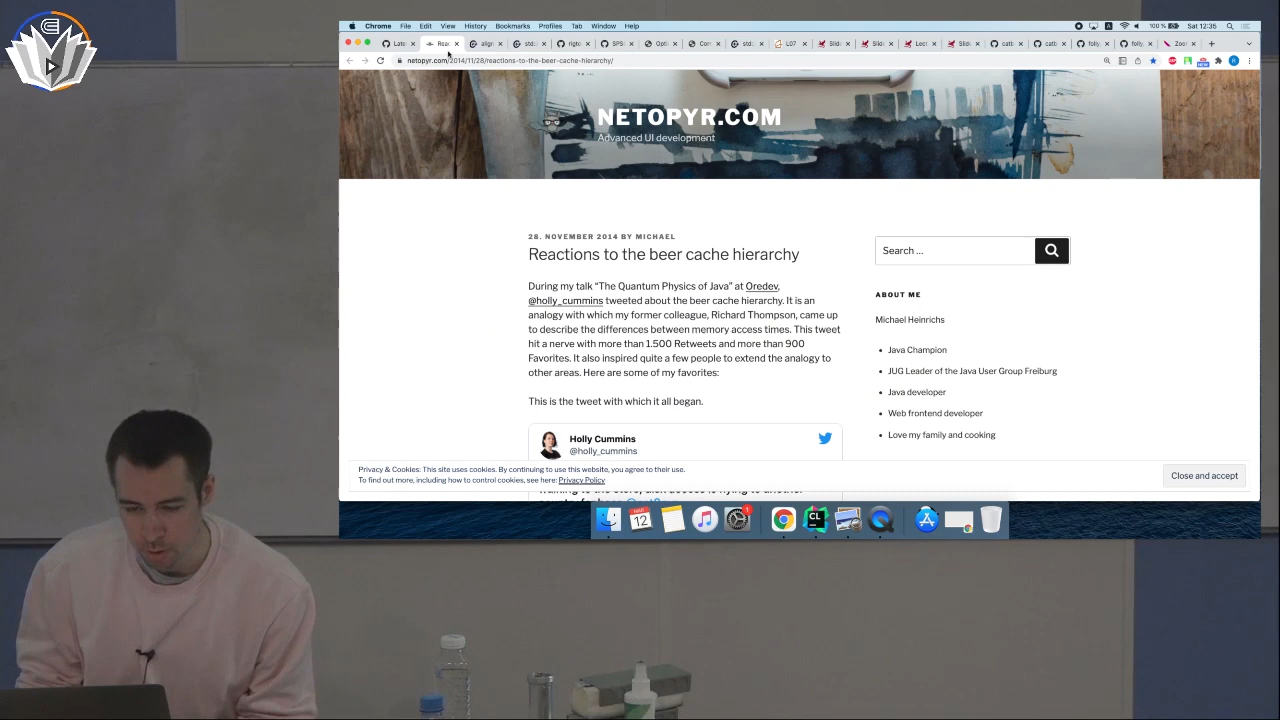 Chrome File Edit View History Bookmarks Profiles Tab Window Help
100 % Sat 12:35
netopyr.com/2014/11/28/reactions-to-the-beer-cache-hierarchy/
NETOPYR.COM
Advanced UI development
28. NOVEMBER 2014 BY MICHAEL
Reactions to the beer cache hierarchy
During my talk “The Quantum Physics of Java” at Oredev,
@holly_cummins tweeted about the beer cache hierarchy. It is an
analogy with which my former colleague, Richard Thompson, came up
to describe the differences between memory access times. This tweet
hit a nerve with more than 1.500 Retweets and more than 900
Favorites. It also inspired quite a few people to extend the analogy to
other areas. Here are some of my favorites:
This is the tweet with which it all began.
Holly Cummins
@holly_cummins
Search …
ABOUT ME
Michael Heinrichs
Java Champion
JUG Leader of the Java User Group Freiburg
Java developer
Web frontend developer
Love my family and cooking
Privacy & Cookies: This site uses cookies. By continuing to use this website, you agree to their use.
To find out more, including how to control cookies, see here: Privacy Policy
Close and accept
12
CL
1